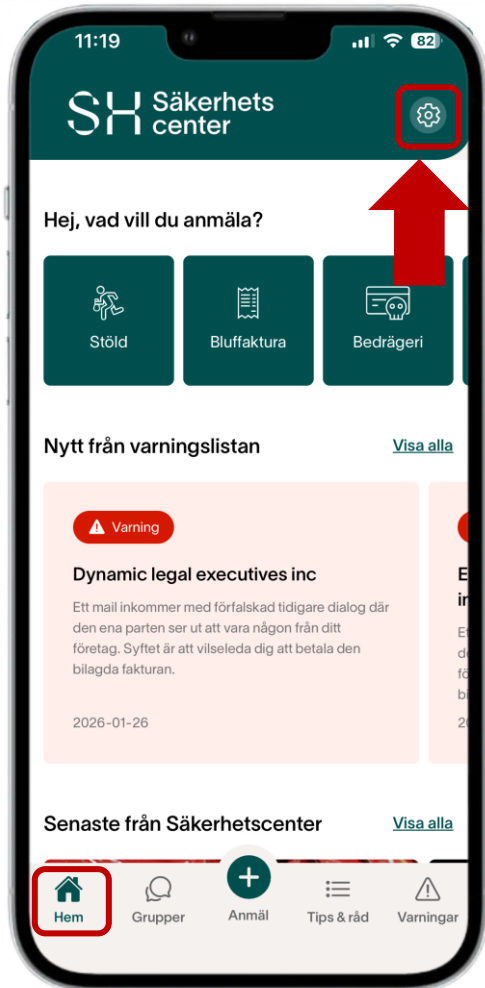 11:19
82
SH Säkerhets
center
Hej, vad vill du anmäla?
Stöld
Bluffaktura
Bedrägeri
Nytt från varningslistan
Visa alla
Varning
Dynamic legal executives inc
Ett mail inkommer med förfalskad tidigare dialog där
den ena parten ser ut att vara någon från ditt
företag. Syftet är att vilseleda dig att betala den
bilagda fakturan.
2026-01-26
Senaste från Säkerhetscenter
Visa alla
Hem
Grupper
Anmäl
Tips & råd
Varningar